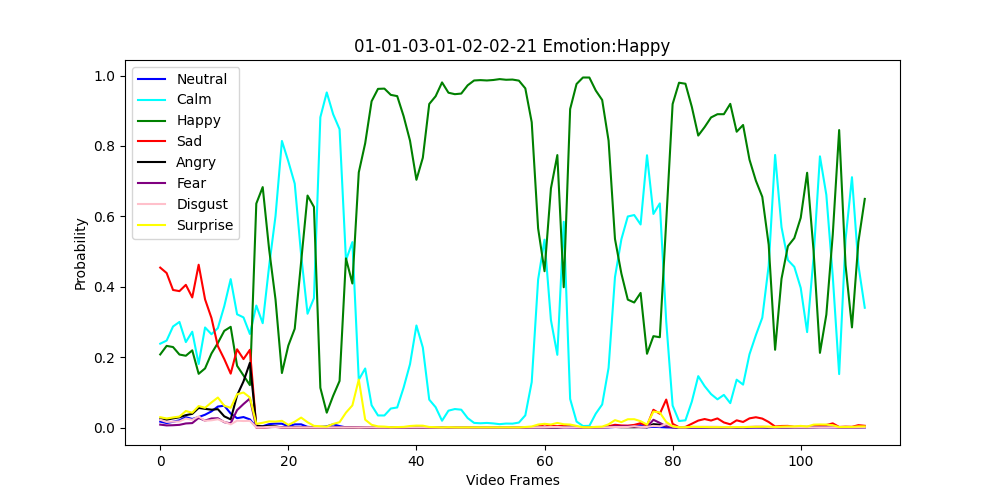 01-01-03-01-02-02-21 Emotion:Happy
Probability
1.0
0.8
0.6
0.4
0.2
0.0
Neutral
Calm
Happy
Sad
Angry
Fear
Disgust
Surprise
0 20 40 60 80 100
Video Frames